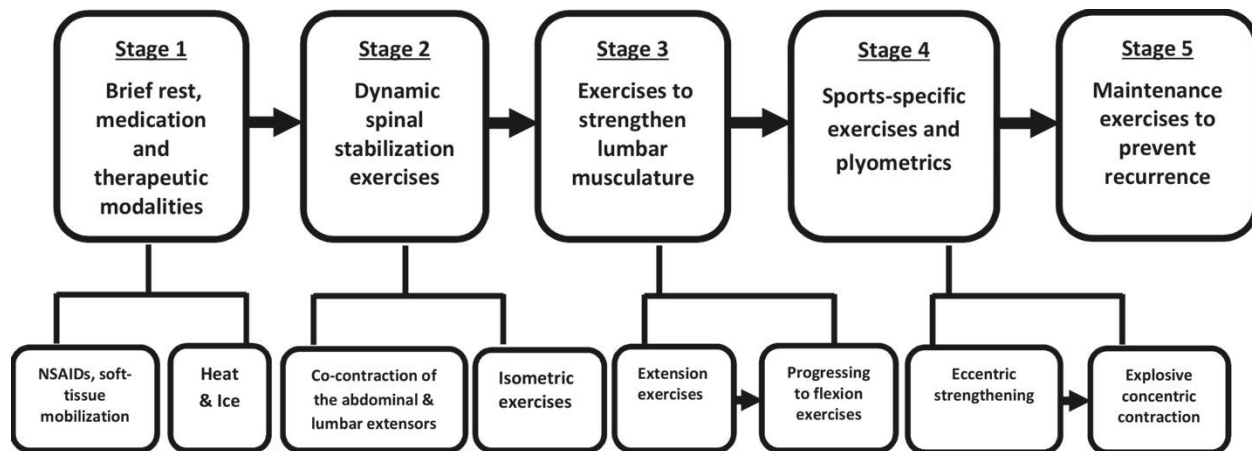 Stage 1
Brief rest,
medication
and
therapeutic
modalities
Stage 2
Dynamic
spinal
stabilization
exercises
Stage 3
Exercises to
strengthen
lumbar
musculature
Stage 4
Sports-specific
exercises and
plyometrics
Stage 5
Maintenance
exercises to
prevent
recurrence
NSAIDs, soft-
tissue
mobilization
Heat
& Ice
Co-contraction of
the abdominal &
lumbar extensors
Isometric
exercises
Extension
exercises
Progressing
to flexion
exercises
Eccentric
strengthening
Explosive
concentric
contraction